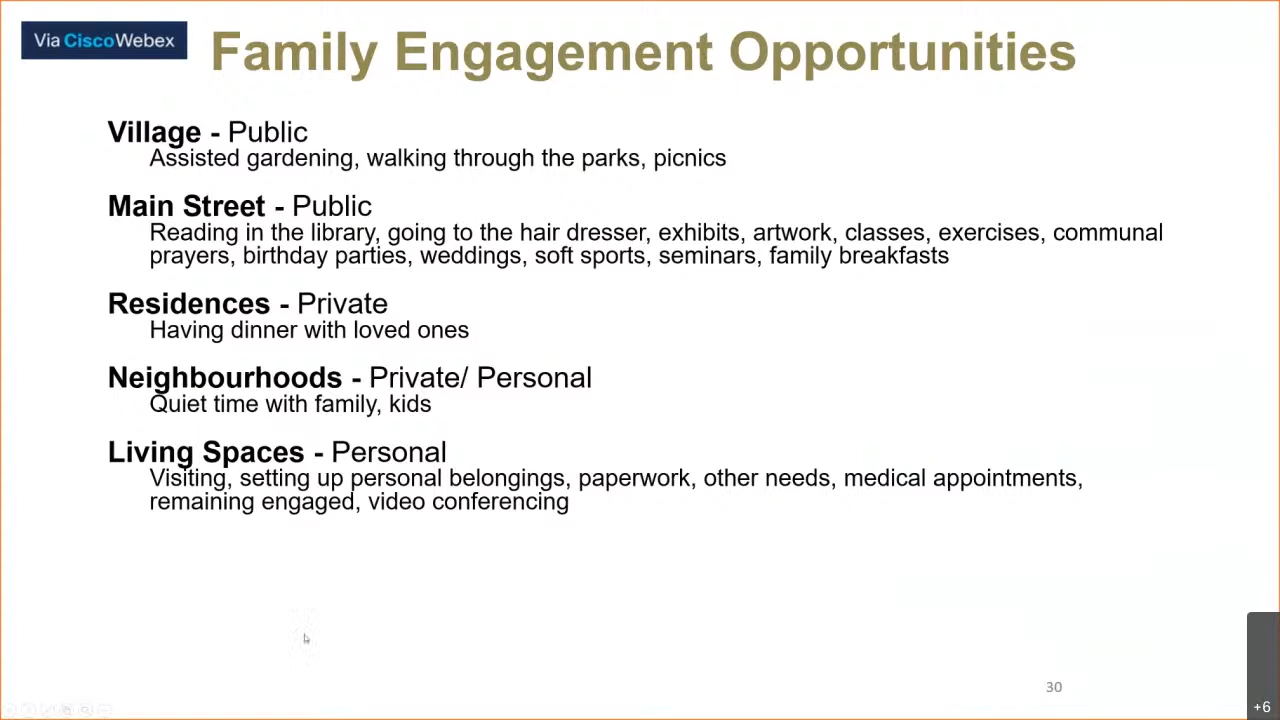 Via CiscoWebex
Family Engagement Opportunities
Village - Public
Assisted gardening, walking through the parks, picnics
Main Street - Public
Reading in the library, going to the hair dresser, exhibits, artwork, classes, exercises, communal
prayers, birthday parties, weddings, soft sports, seminars, family breakfasts
Residences - Private
Having dinner with loved ones
Neighbourhoods - Private/ Personal
Quiet time with family, kids
Living Spaces - Personal
Visiting, setting up personal belongings, paperwork, other needs, medical appointments,
remaining engaged, video conferencing
30
+6